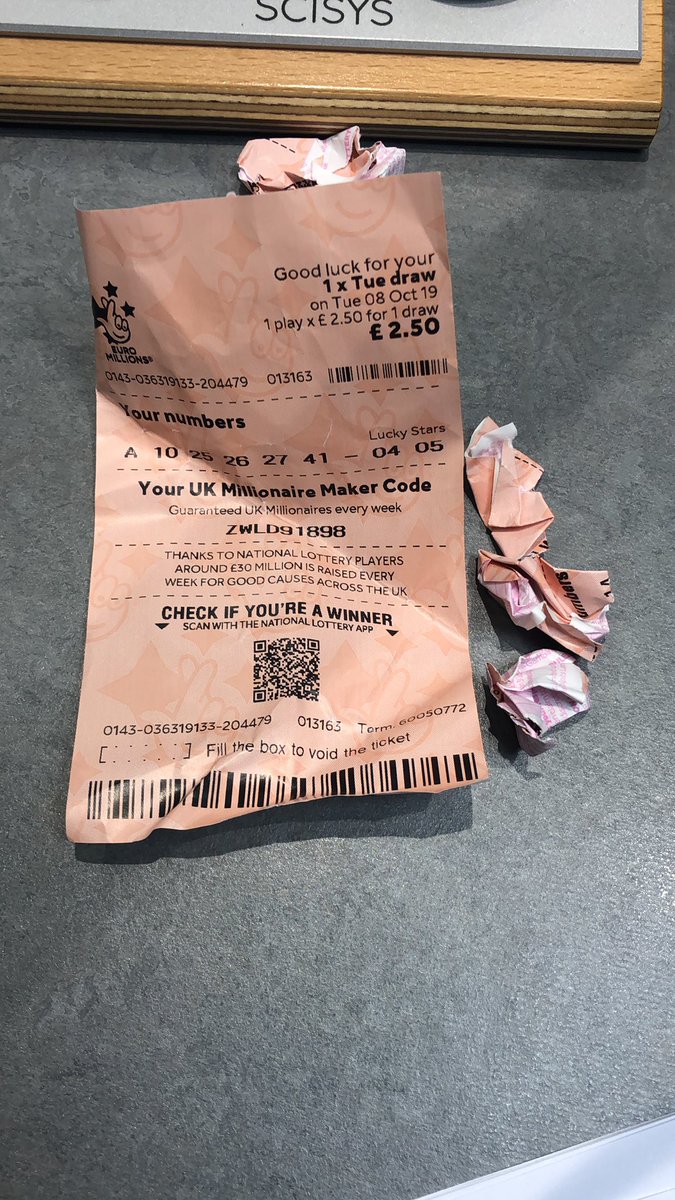 SCISYS
Good luck for your
1 x Tue draw
on Tue 08 Oct 19
1 play x £ 2.50 for 1 draw
£ 2.50
EURO
MILLIONS®
0143-036319133-204479 013163
Your numbers
Lucky Stars
A 10 25 26 27 41 - 04 05
Your UK Millionaire Maker Code
Guaranteed UK Millionaires every week
ZWLD91898
THANKS TO NATIONAL LOTTERY PLAYERS
AROUND £30 MILLION IS RAISED EVERY
WEEK FOR GOOD CAUSES ACROSS THE UK
CHECK IF YOU'RE A WINNER
SCAN WITH THE NATIONAL LOTTERY APP
0143-036319133-204479 013163 Term. 60050772
[ : : : : : ] Fill the box to void the ticket
numbers